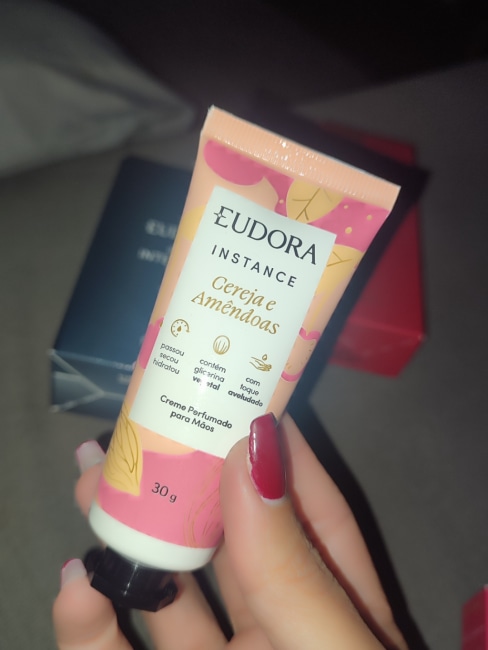 EUDORA
INSTANCE
Cereja e
Amêndoas
passou
secou
hidratou
contém
glicerina
vegetal
com
toque
aveludado
Creme Perfumado
para Mãos
30 g